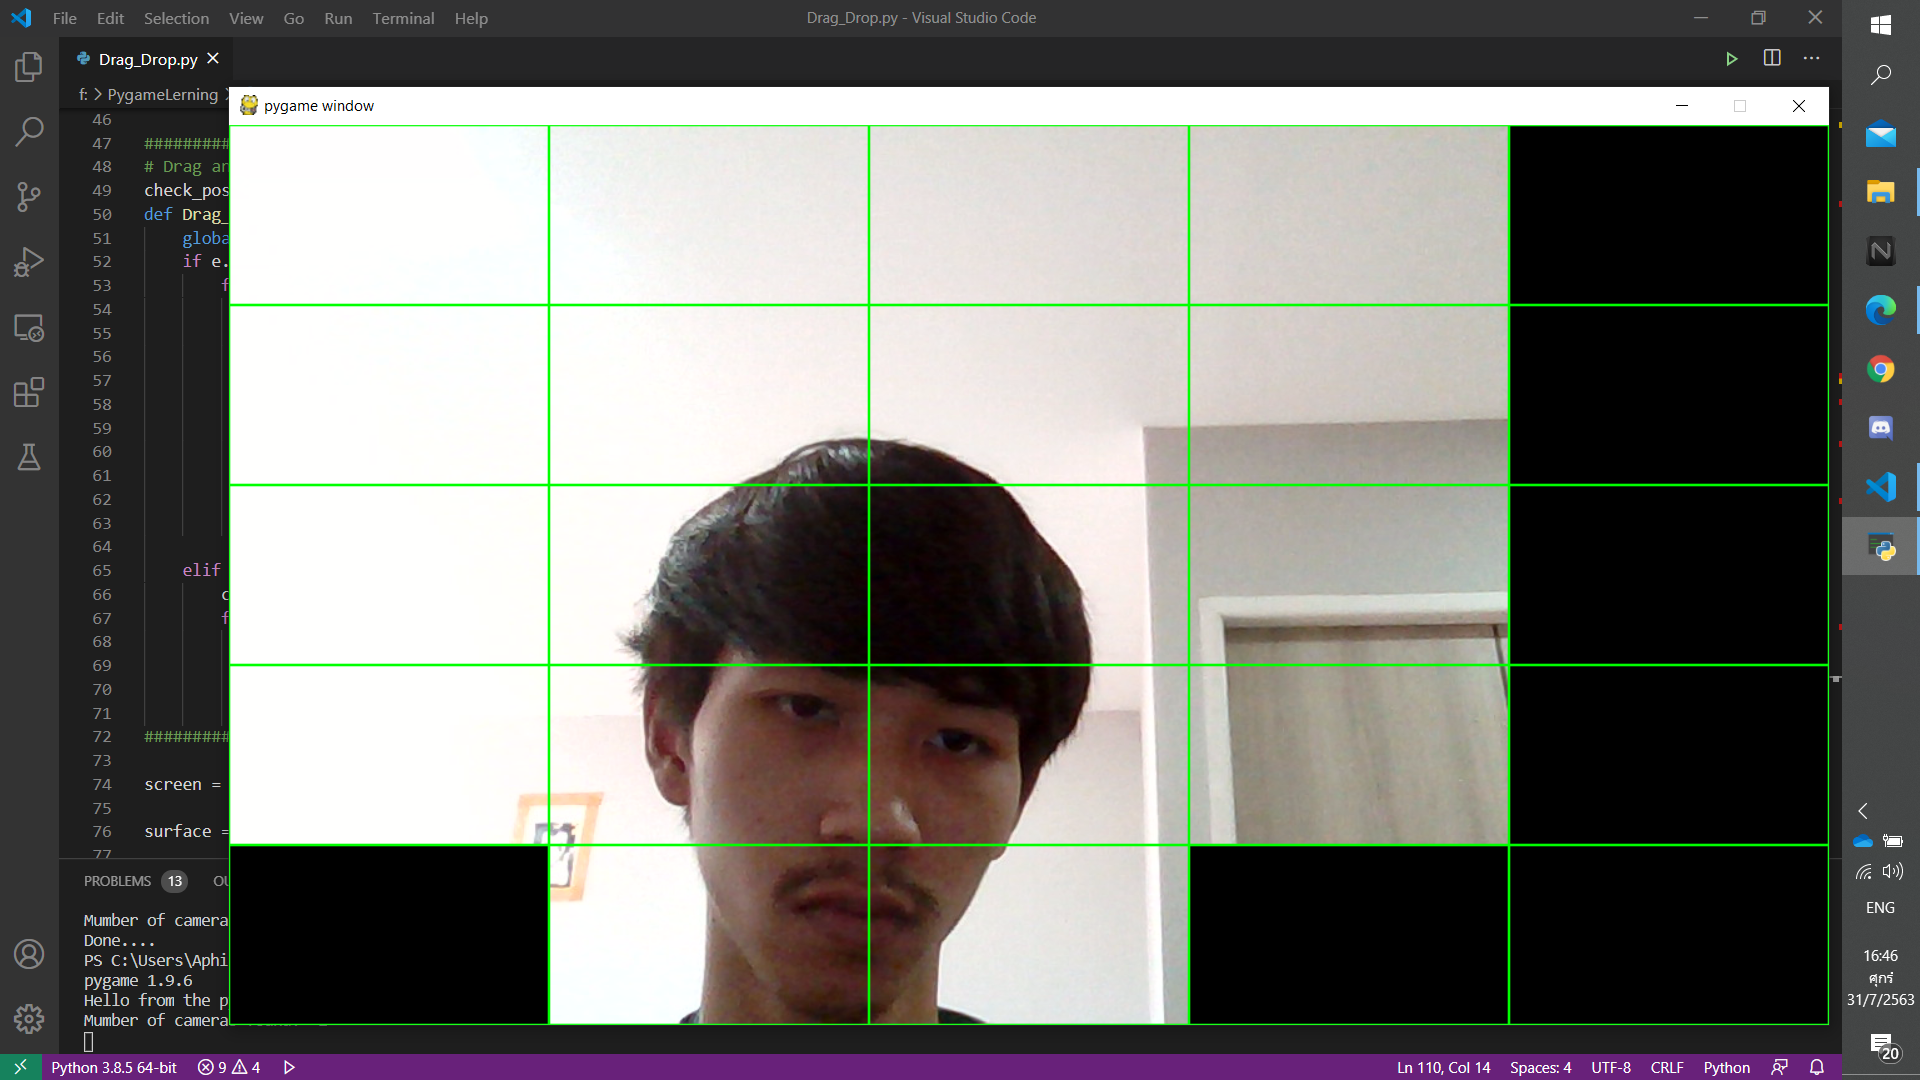 File Edit Selection View Go Run Terminal Help
Drag_Drop.py - Visual Studio Code
Drag_Drop.py
f: > PygameLerning >
pygame window
46
47 #########
48 # Drag an
49 check_pos
50 def Drag_
51 globa
52 if e.
53 f
54
55
56
57
58
59
60
61
62
63
64
65 elif
66 c
67 f
68
69
70
71
72 #########
73
74 screen =
75
76 surface =
77
PROBLEMS 13 OU
Mumber of camera
Done....
PS C:\Users\Aphi
pygame 1.9.6
Hello from the p
Mumber of camera
ENG
16:46
ศุกร์
31/7/2563
20
Python 3.8.5 64-bit 9 4
Ln 110, Col 14 Spaces: 4 UTF-8 CRLF Python